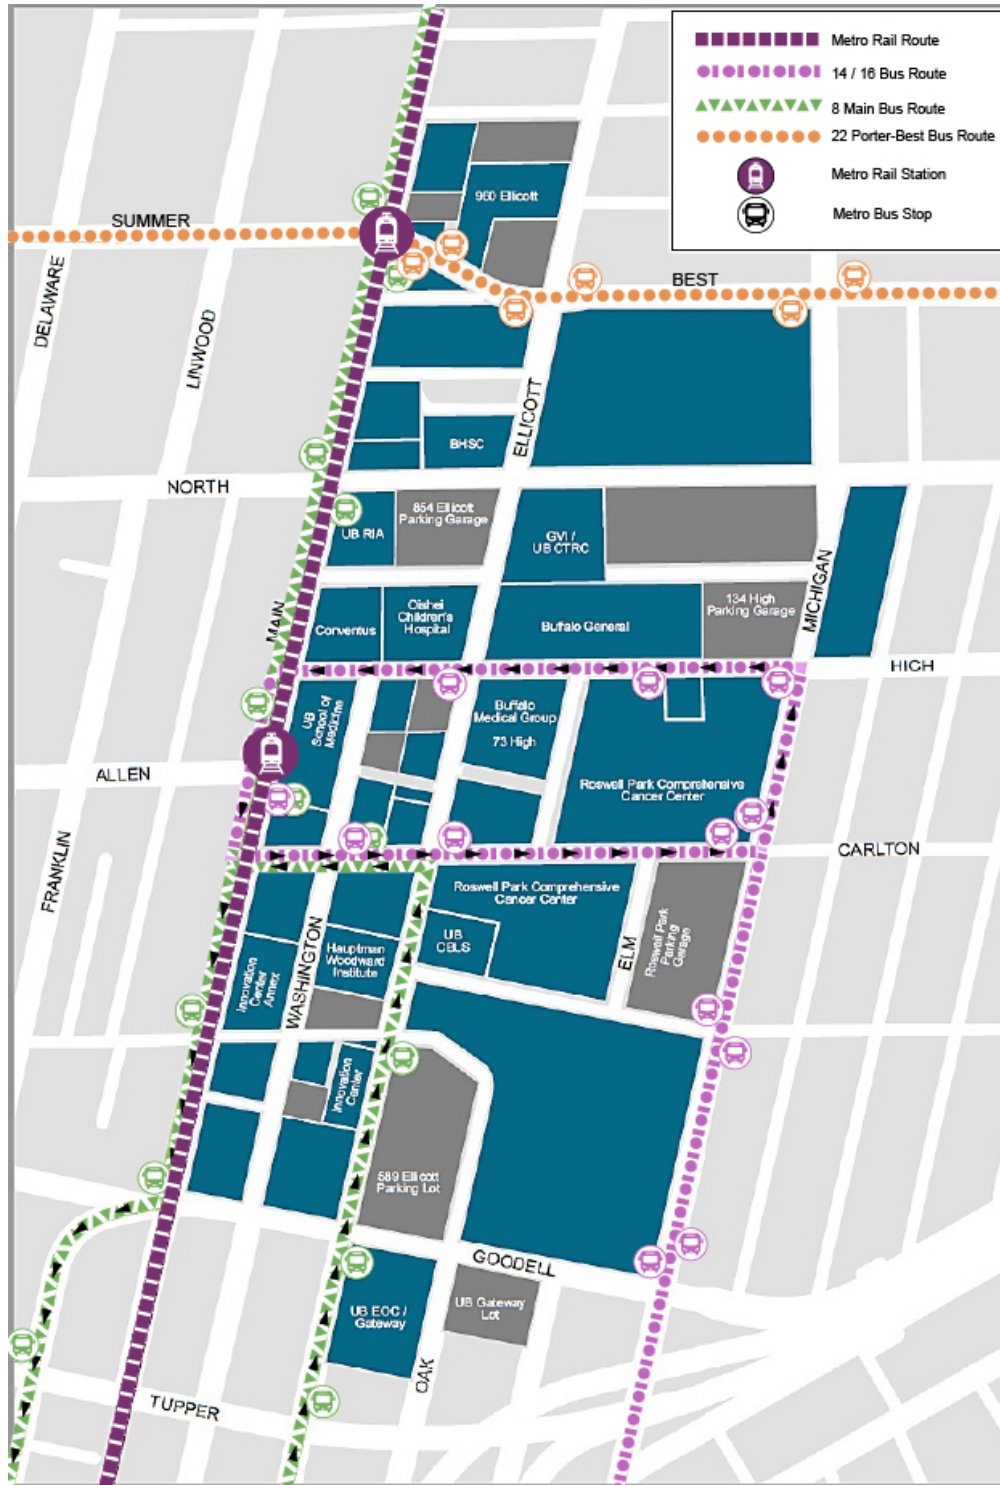 Metro Rail Route
14 / 16 Bus Route
8 Main Bus Route
22 Porter-Best Bus Route
Metro Rail Station
Metro Bus Stop
960 Ellicott
SUMMER
BEST
DELAWARE
LINWOOD
ELLICOTT
BHSC
NORTH
854 Ellicott
Parking Garage
UB RIA
GVI /
UB CTRC
MICHIGAN
MAIN
Conventus
Oishei
Children's
Hospital
Buffalo General
134 High
Parking Garage
HIGH
UB
School of
Medicine
Buffalo
Medical Group
73 High
ALLEN
Roswell Park Comprehensive
Cancer Center
FRANKLIN
CARLTON
Roswell Park Comprehensive
Cancer Center
UB
CBLS
ELM
Roswell Park
Parking
Garage
WASHINGTON
Hauptman
Woodward
Institute
Innovation
Center
Annex
Innovation
Center
589 Ellicott
Parking Lot
GOODELL
UB EOC /
Gateway
UB Gateway
Lot
OAK
TUPPER